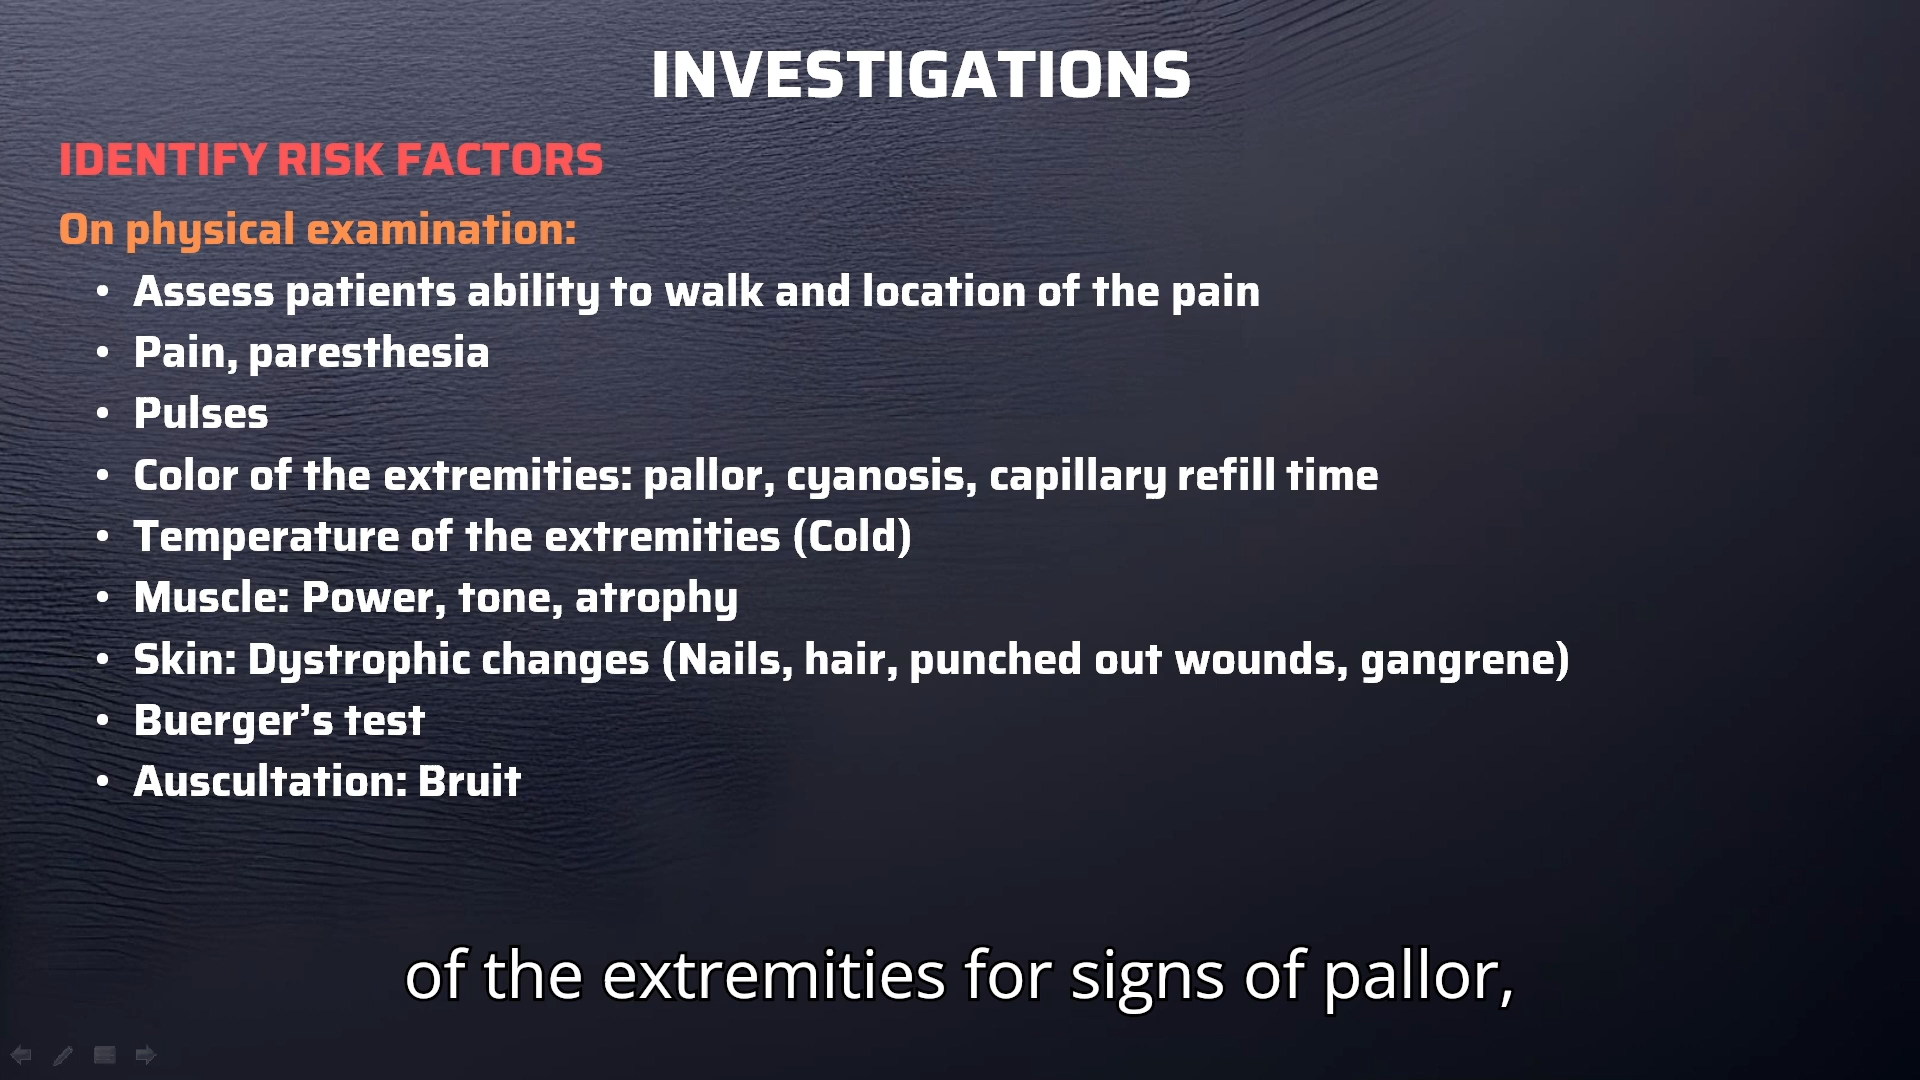 INVESTIGATIONS
IDENTIFY RISK FACTORS
On physical examination:
• Assess patients ability to walk and location of the pain
• Pain, paresthesia
• Pulses
• Color of the extremities: pallor, cyanosis, capillary refill time
• Temperature of the extremities (Cold)
• Muscle: Power, tone, atrophy
• Skin: Dystrophic changes (Nails, hair, punched out wounds, gangrene)
• Buerger’s test
• Auscultation: Bruit
of the extremities for signs of pallor,